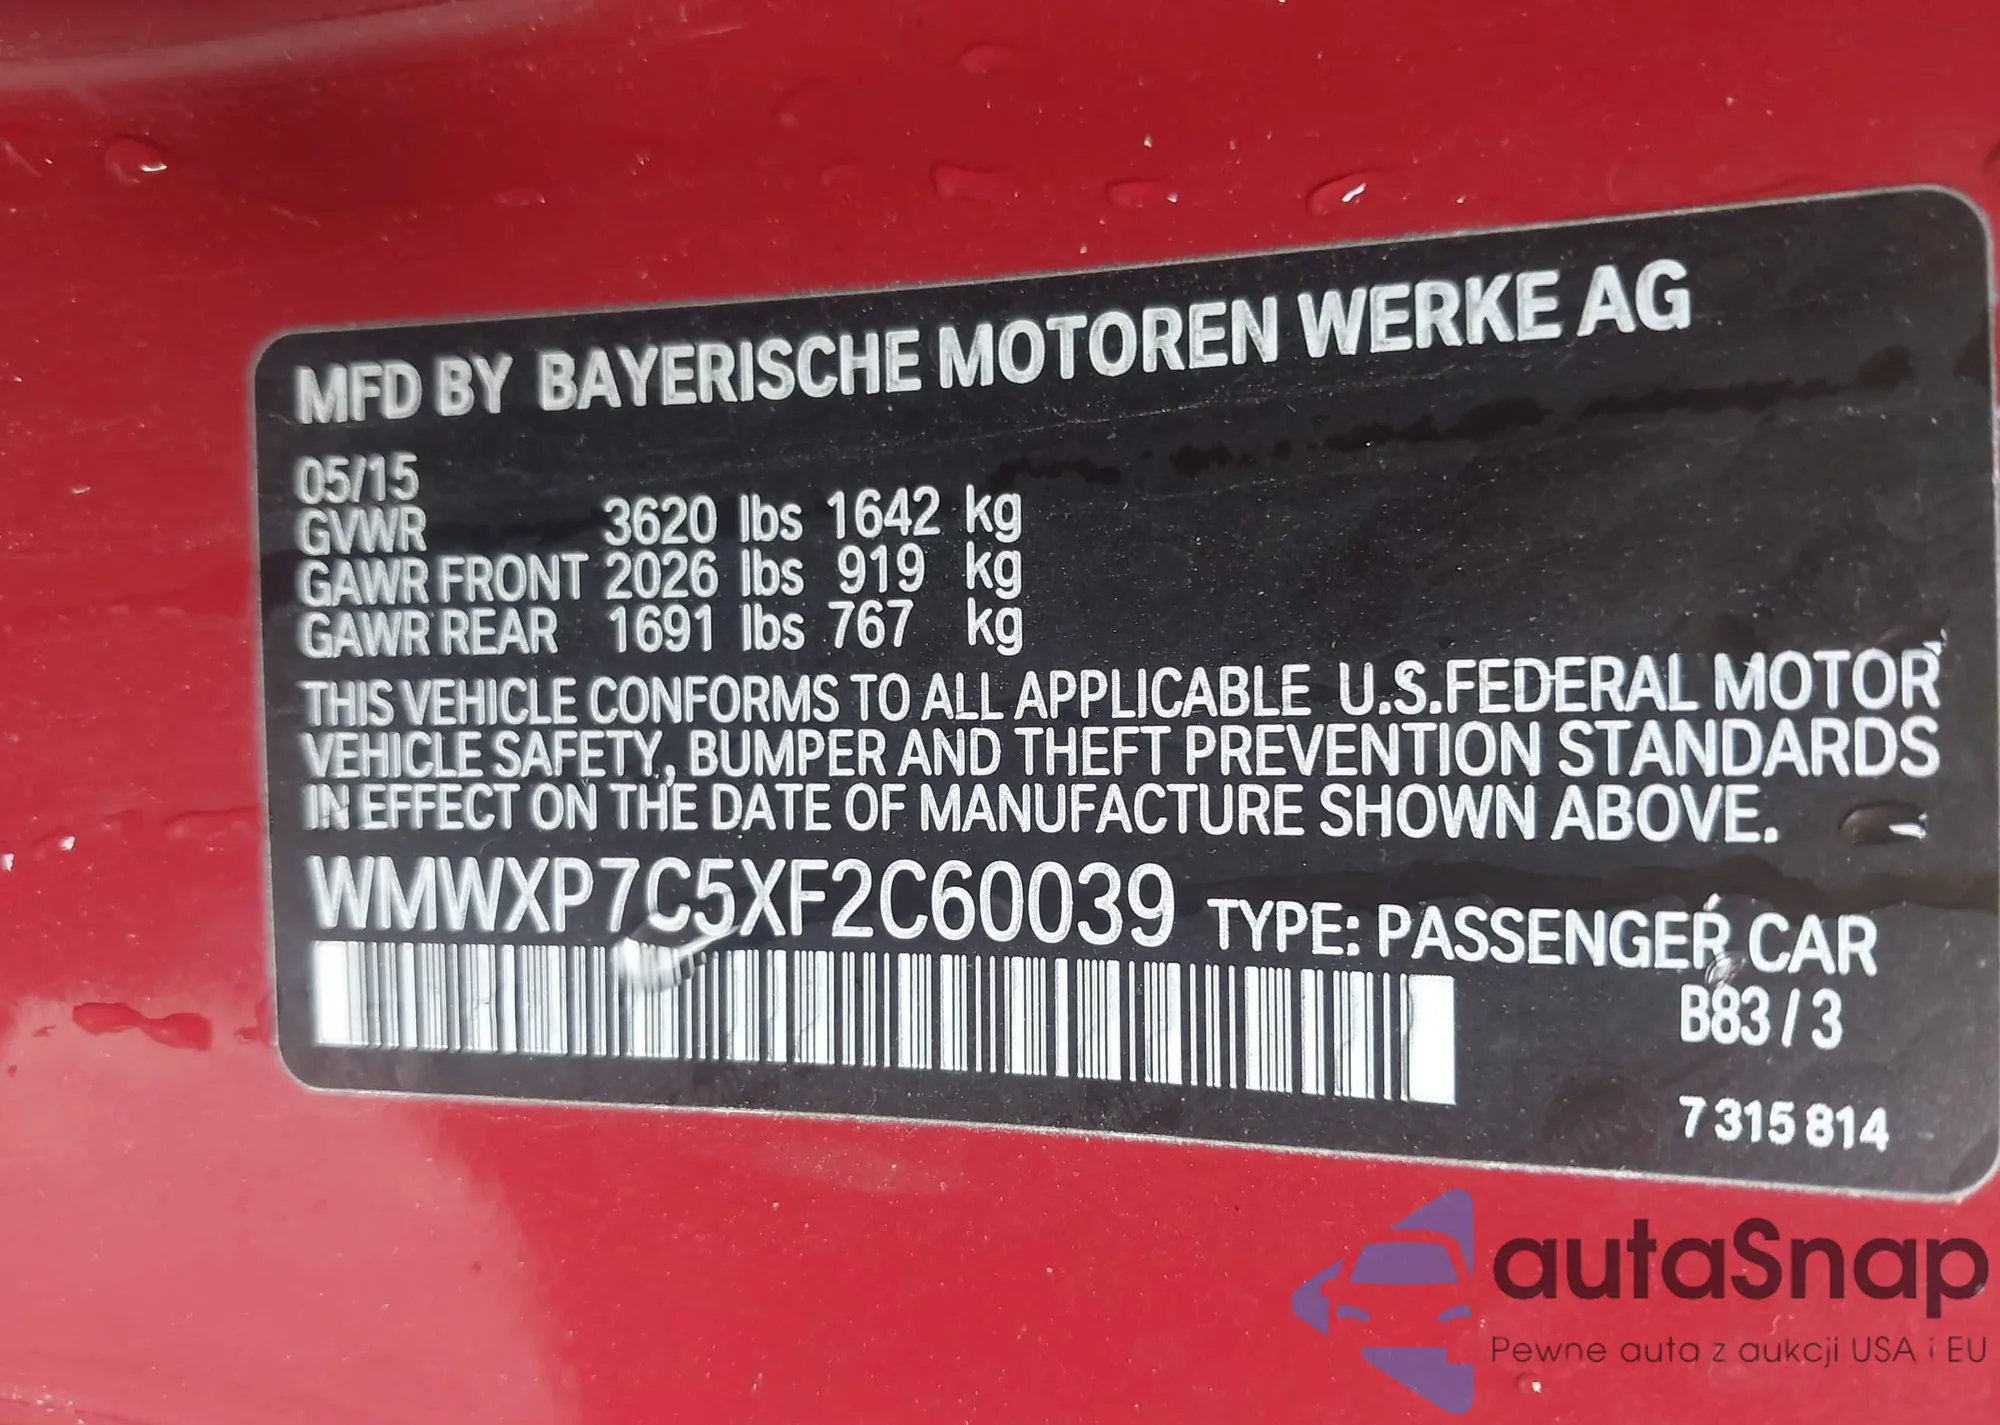 MFD BY BAYERISCHE MOTOREN WERKE AG
05/15
GVWR 3620 lbs 1642 kg
GAWR FRONT 2026 lbs 919 kg
GAWR REAR 1691 lbs 767 kg
THIS VEHICLE CONFORMS TO ALL APPLICABLE U.S.FEDERAL MOTOR
VEHICLE SAFETY, BUMPER AND THEFT PREVENTION STANDARDS
IN EFFECT ON THE DATE OF MANUFACTURE SHOWN ABOVE.
WMWXP7C5XF2C60039 TYPE: PASSENGER CAR
B83 / 3
7 315 814
autaSnap
Pewne auta z aukcji USA i EU